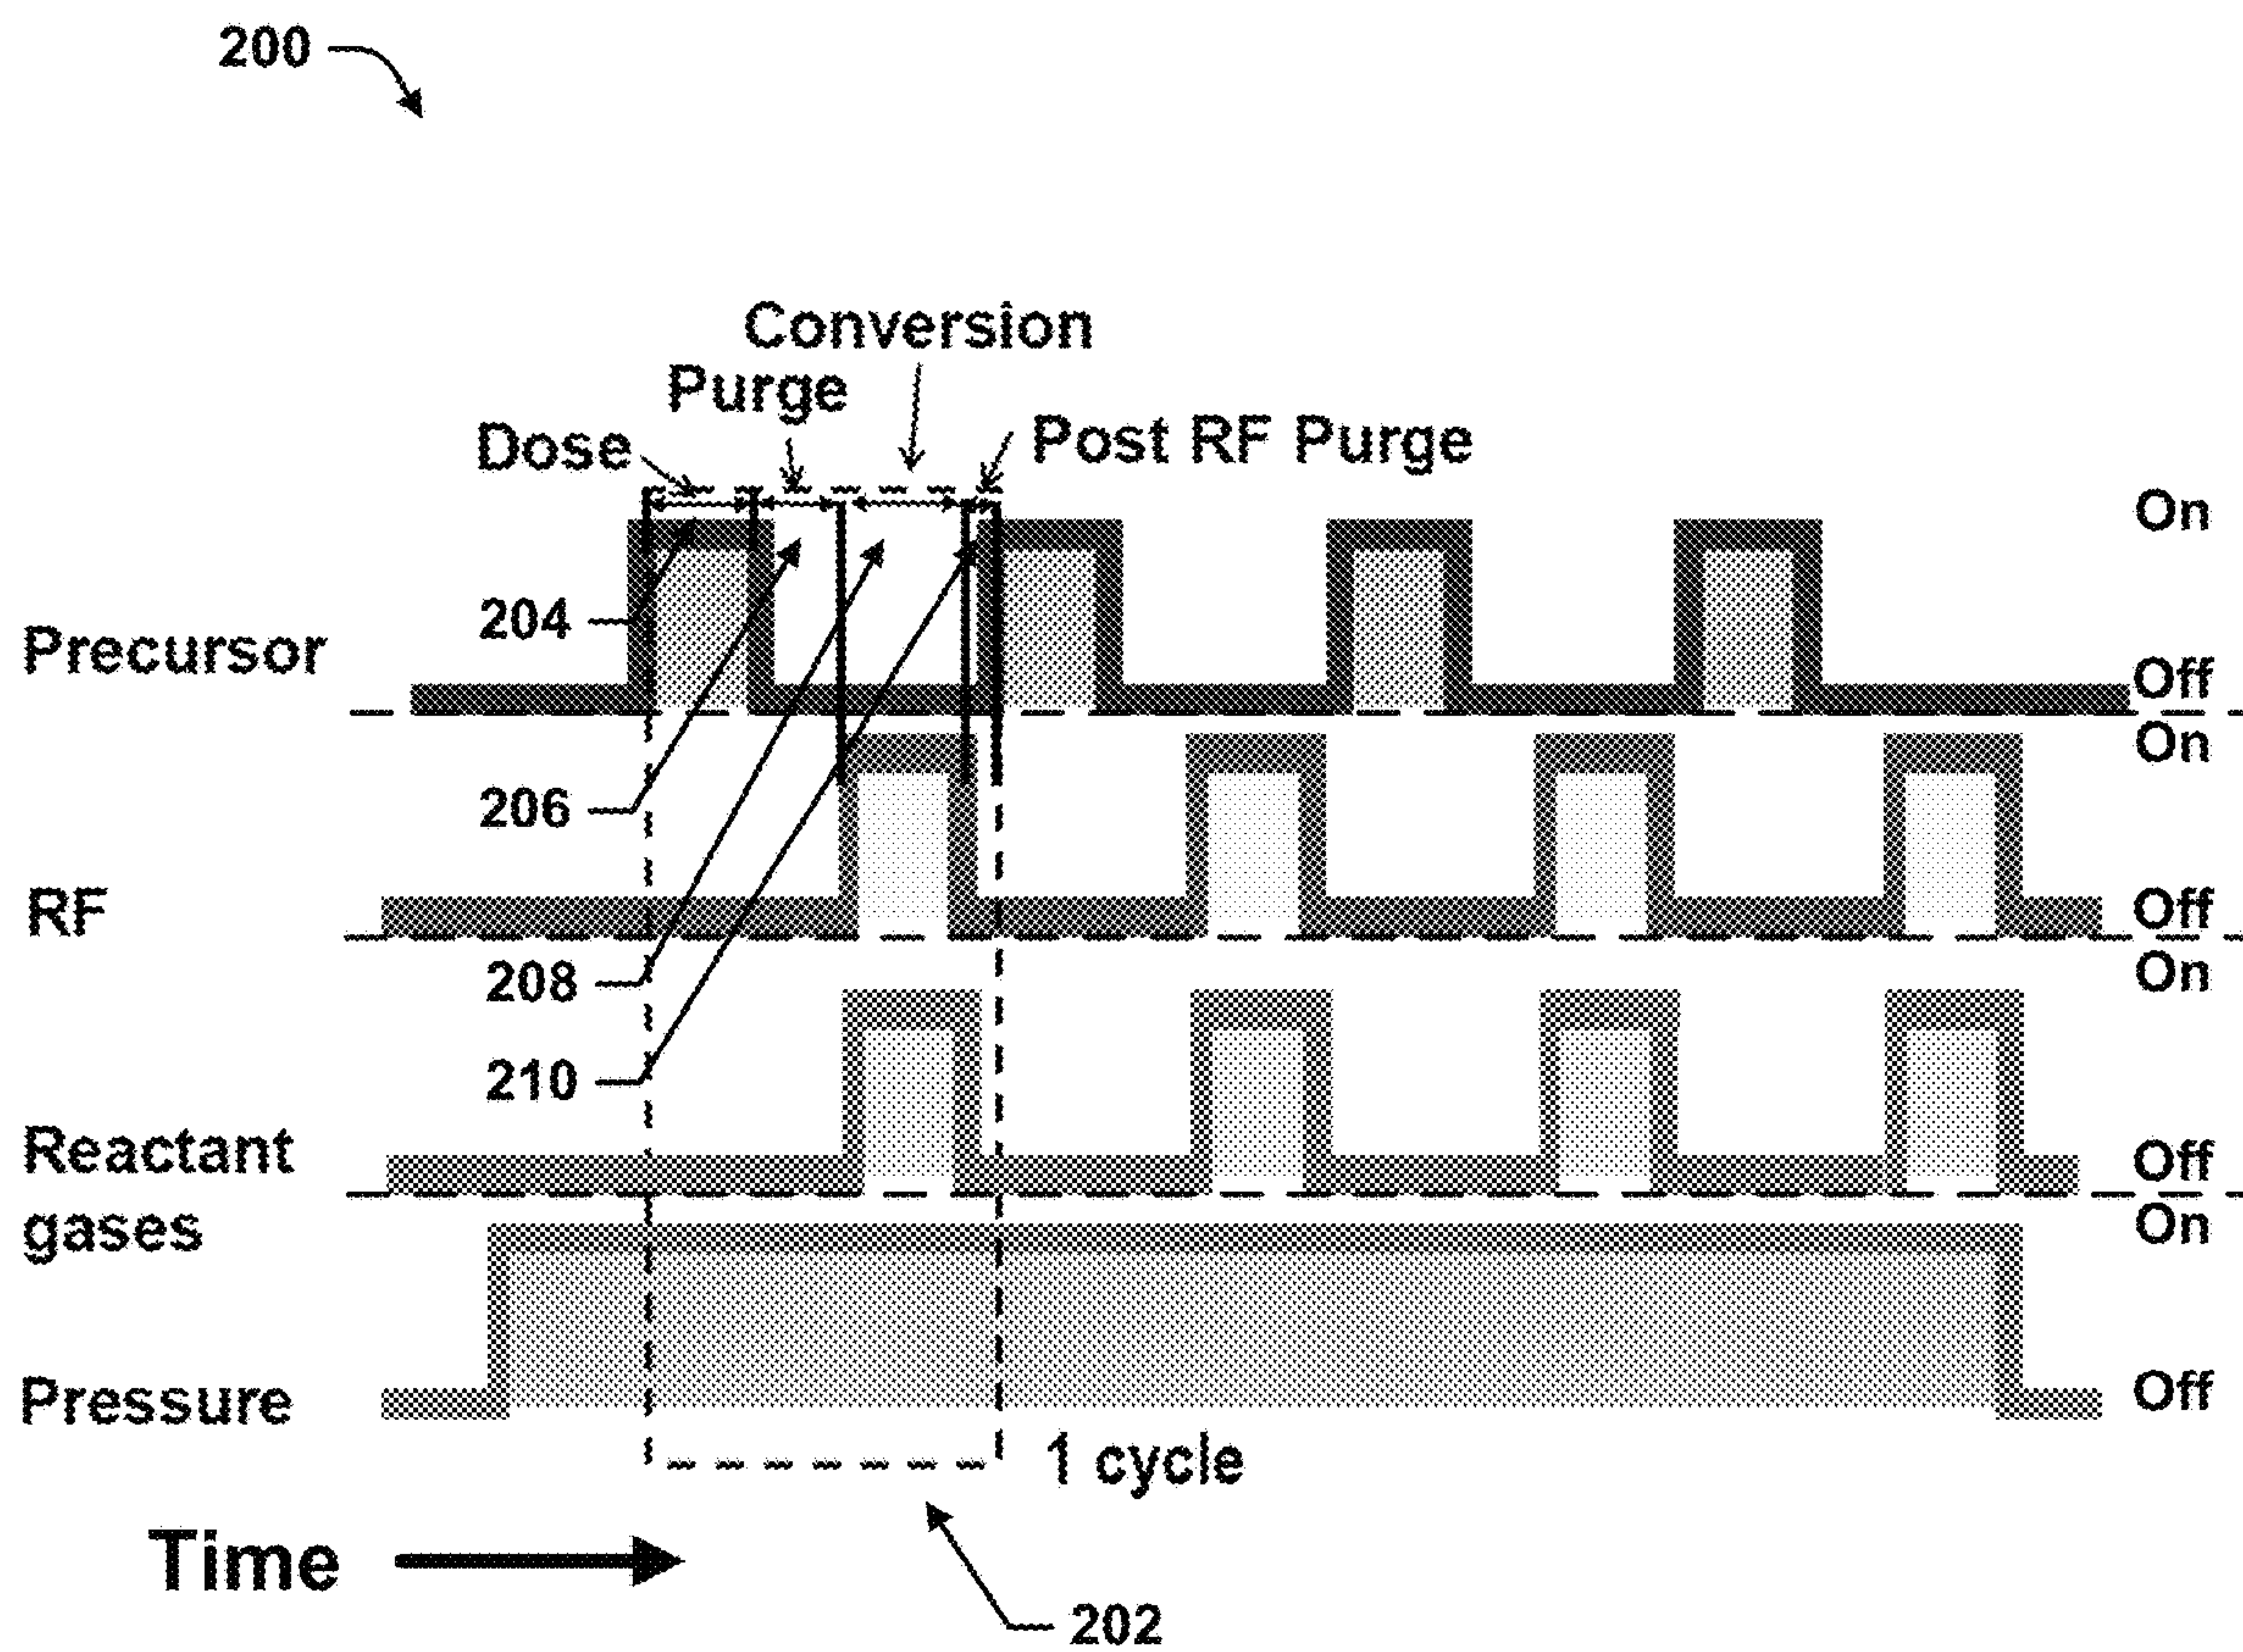 200
Conversion
Purge
Dose
Post RF Purge
On
204
Precursor
Off
On
206
RF
Off
208
On
210
Reactant
gases
Off
On
Pressure
Off
1 cycle
Time
202